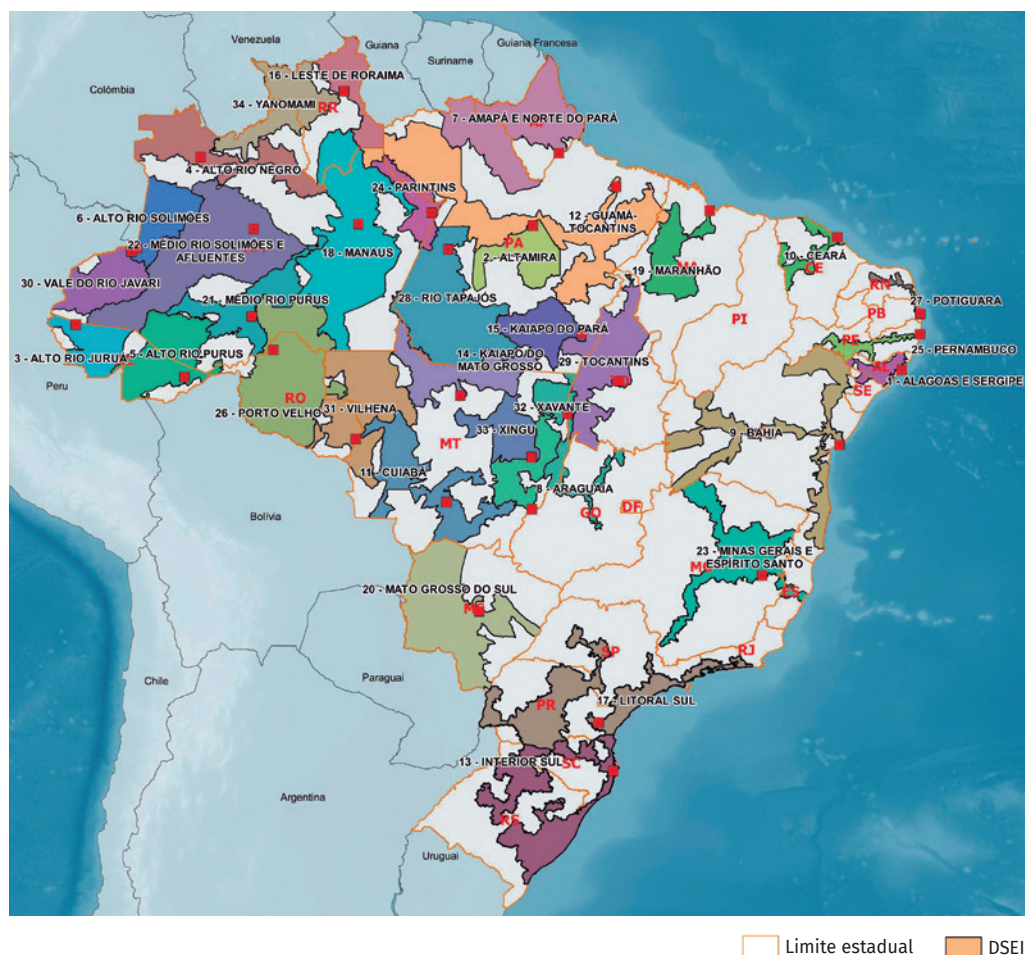 Venezuela
Guiana
Guiana Francesa
Suriname
Colômbia
16 - LESTE DE RORAIMA
34 - YANOMAMI
RR
7 - AMAPÁ E NORTE DO PARÁ
4 - ALTO RIO NEGRO
24 - PARINTINS
6 - ALTO RIO SOLIMÕES
12 - GUAMÁ-
TOCANTINS
22 - MÉDIO RIO SOLIMÕES E
AFLUENTES
18 - MANAUS
PA
2 - ALTAMIRA
10 - CEARÁ
CE
MA
19 - MARANHÃO
30 - VALE DO RIO JAVARI
RN
27 - POTIGUARA
21 - MÉDIO RIO PURUS
28 - RIO TAPAJÓS
PB
PI
15 - KAIAPO DO PARÁ
3 - ALTO RIO JURUÁ
5 - ALTO RIO PURUS
14 - KAIAPO DO
MATO GROSSO
29 - TOCANTINS
PE
25 - PERNAMBUCO
Peru
AL
1 - ALAGOAS E SERGIPE
SE
RO
26 - PORTO VELHO
31 - VILHENA
32 - XAVANTE
33 - XINGU
9 - BAHIA
MT
11 - CUIABÁ
8 - ARAGUAIA
GO
DF
Bolívia
23 - MINAS GERAIS E
ESPÍRITO SANTO
MG
ES
20 - MATO GROSSO DO SUL
MS
SP
RJ
Chile
Paraguai
17 - LITORAL SUL
PR
13 - INTERIOR SUL
SC
Argentina
RS
Uruguai
Limite estadual
DSEI